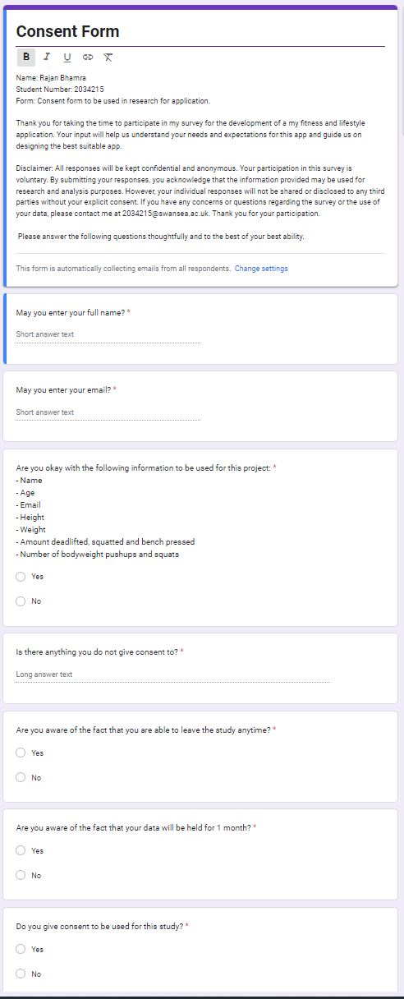 Consent Form
B I U
Name: Rajan Bhamra
Student Number: 2034215
Form: Consent form to be used in research for application.
Thank you for taking the time to participate in my survey for the development of a my fitness and lifestyle
application. Your input will help us understand your needs and expectations for this app and guide us on
designing the best suitable app.
Disclaimer: All responses will be kept confidential and anonymous. Your participation in this survey is
voluntary. By submitting your responses, you acknowledge that the information provided may be used for
research and analysis purposes. However, your individual responses will not be shared or disclosed to any third
parties without your explicit consent. If you have any concerns or questions regarding the survey or the use of
your data, please contact me at 2034215@swansea.ac.uk. Thank you for your participation.
Please answer the following questions thoughtfully and to the best of your best ability.
This form is automatically collecting emails from all respondents. Change settings
May you enter your full name? *
Short answer text
May you enter your email? *
Short answer text
Are you okay with the following information to be used for this project: *
- Name
- Age
- Email
- Height
- Weight
- Amount deadlifted, squatted and bench pressed
- Number of bodyweight pushups and squats
Yes
No
Is there anything you do not give consent to? *
Long answer text
Are you aware of the fact that you are able to leave the study anytime? *
Yes
No
Are you aware of the fact that your data will be held for 1 month? *
Yes
No
Do you give consent to be used for this study? *
Yes
No